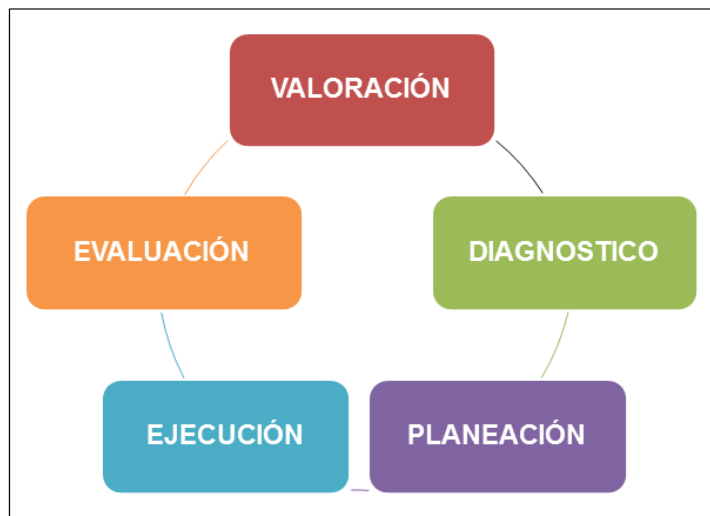 VALORACIÓN
DIAGNOSTICO
PLANEACIÓN
EJECUCIÓN
EVALUACIÓN